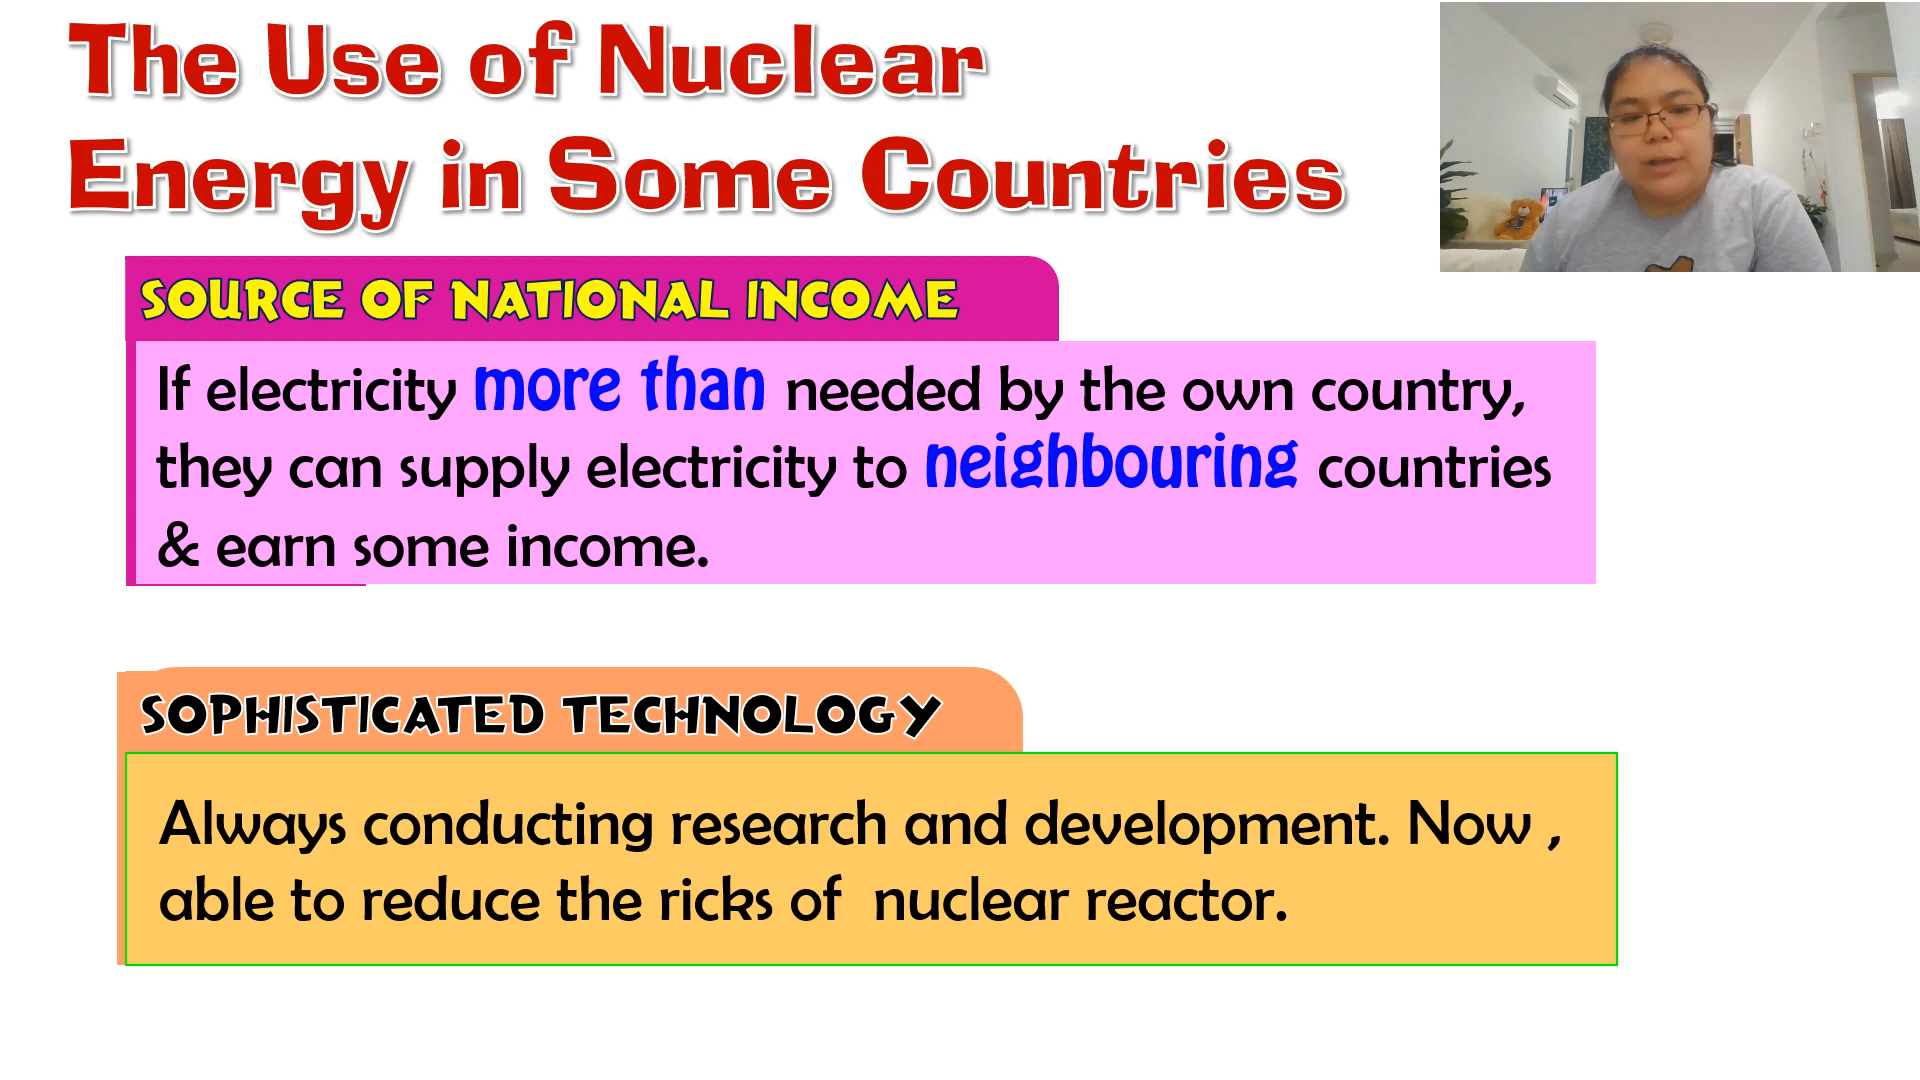 The Use of Nuclear
Energy in Some Countries
SOURCE OF NATIONAL INCOME
If electricity more than needed by the own country,
they can supply electricity to neighbouring countries
& earn some income.
SOPHISTICATED TECHNOLOGY
Always conducting research and development. Now ,
able to reduce the ricks of  nuclear reactor.